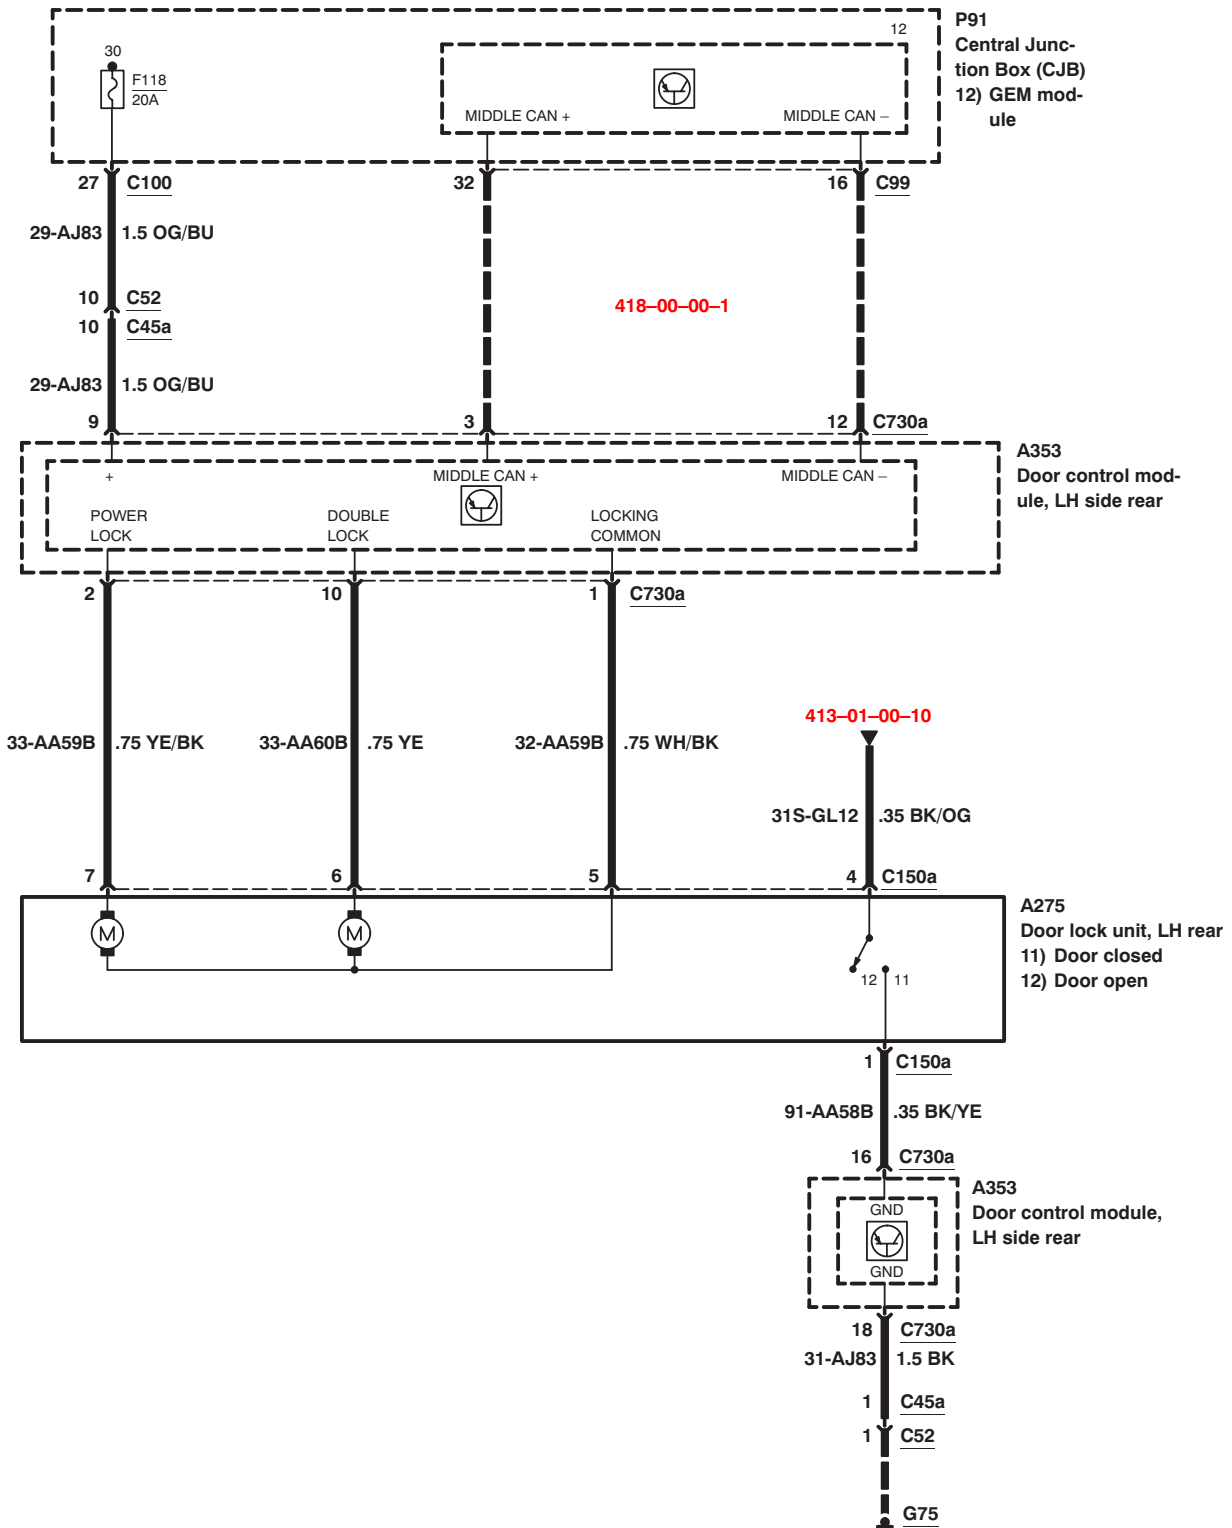 P91
Central Junc-
tion Box (CJB)
12) GEM mod-
ule
30
F118
20A
12
MIDDLE CAN +
MIDDLE CAN –
27 C100
32
16 C99
29-AJ83 1.5 OG/BU
10 C52
10 C45a
418–00–00–1
29-AJ83 1.5 OG/BU
9
3
12 C730a
A353
Door control mod-
ule, LH side rear
+
MIDDLE CAN +
MIDDLE CAN –
POWER
LOCK
DOUBLE
LOCK
LOCKING
COMMON
2
10
1 C730a
413–01–00–10
33-AA59B .75 YE/BK
33-AA60B .75 YE
32-AA59B .75 WH/BK
31S-GL12 .35 BK/OG
7
6
5
4 C150a
A275
Door lock unit, LH rear
11) Door closed
12) Door open
M
M
12
11
1 C150a
91-AA58B .35 BK/YE
16 C730a
A353
Door control module,
LH side rear
GND
GND
18 C730a
31-AJ83 1.5 BK
1 C45a
1 C52
G75